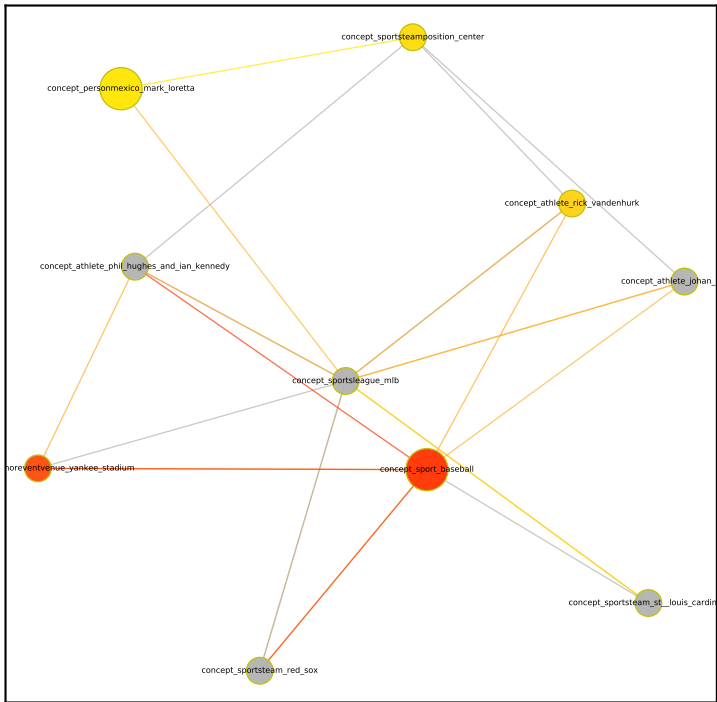 concept_sportsteamposition_center
concept_personmexico_mark_loretta
concept_athlete_rick_vandenhurk
concept_athlete_phil_hughes_and_ian_kennedy
concept_athlete_johan_
concept_sportsleague_mlb
noreventvenue_yankee_stadium
concept_sport_baseball
concept_sportsteam_st__louis_cardin
concept_sportsteam_red_sox